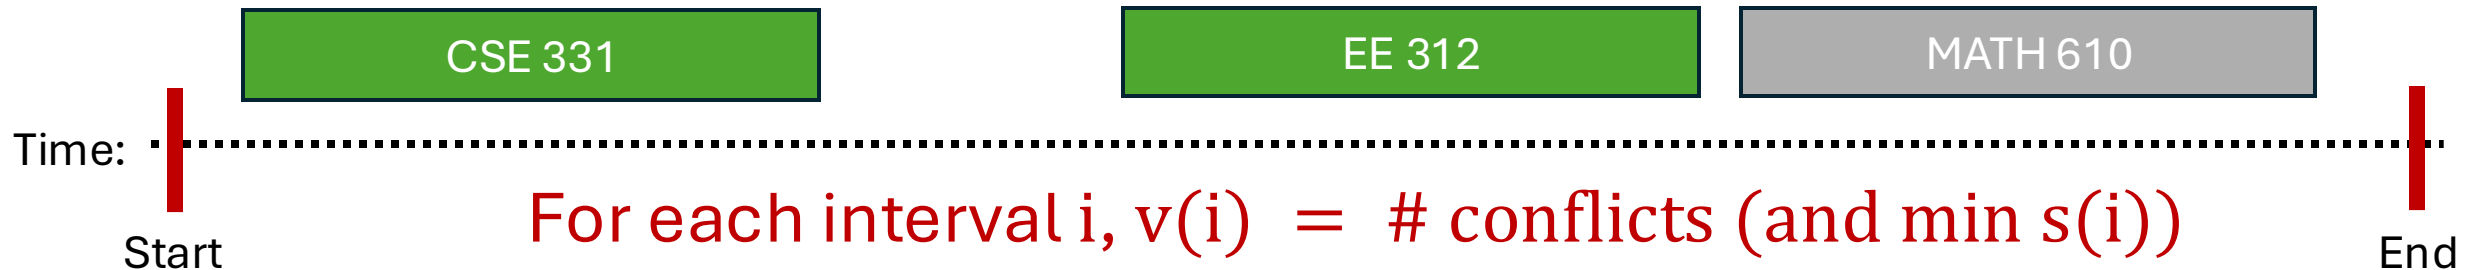 CSE 331
EE 312
MATH 610
Time:
For each interval i, v(i) = # conflicts (and min s(i))
Start
End